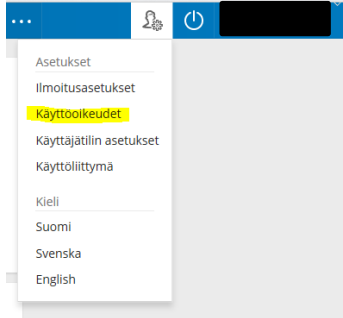 Asetukset
Ilmoitusasetukset
Käyttöoikeudet
Käyttäjätilin asetukset
Käyttöliittymä
Kieli
Suomi
Svenska
English